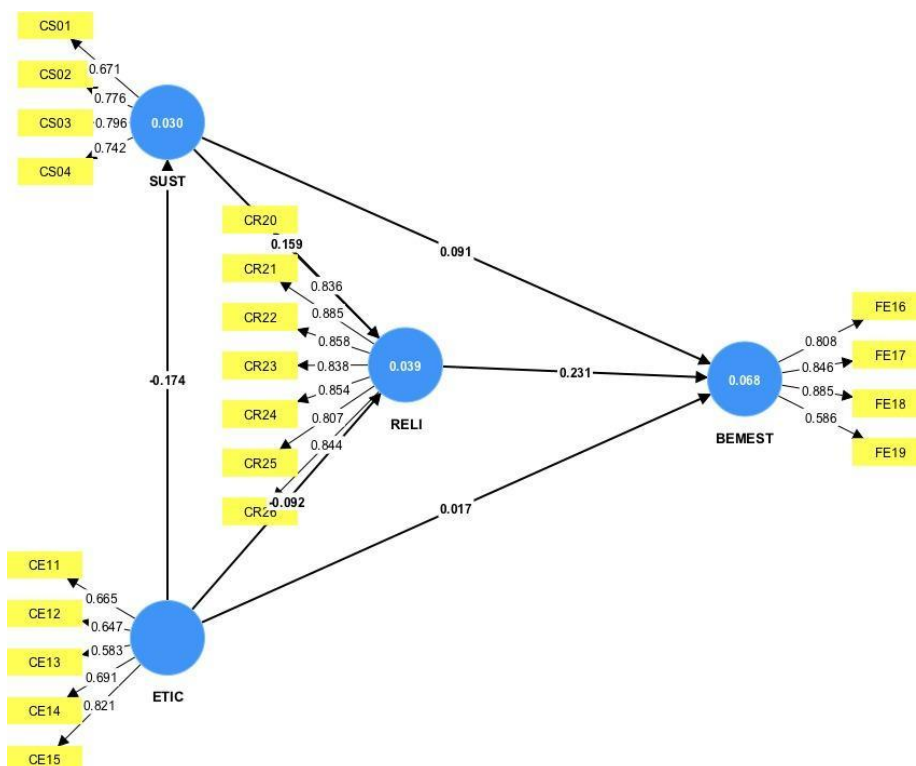 CS01
0.671
CS02
0.776
CS03
0.796
CS04
0.742
0.030
SUST
-0.174
CR20
0.159
0.836
CR21
0.885
CR22
0.858
CR23
0.838
CR24
0.854
CR25
0.807
CR26
0.844
-0.092
0.039
RELI
0.091
0.231
0.017
0.068
BEMEST
FE16
0.808
FE17
0.846
FE18
0.885
FE19
0.586
CE11
0.665
CE12
0.647
CE13
0.583
CE14
0.691
CE15
0.821
ETIC